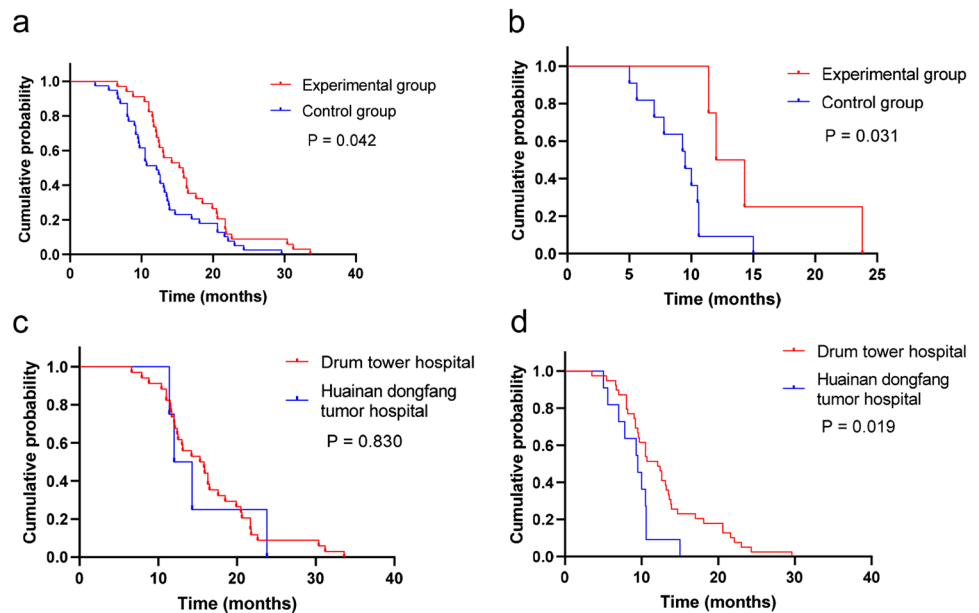 a
Cumulative probability
1.0
0.8
0.6
0.4
0.2
0.0
0
10
20
30
40
Time (months)
Experimental group
Control group
P = 0.042
b
Cumulative probability
1.0
0.8
0.6
0.4
0.2
0.0
0
5
10
15
20
25
Time (months)
Experimental group
Control group
P = 0.031
c
Cumulative probability
1.0
0.8
0.6
0.4
0.2
0.0
0
10
20
30
40
Time (months)
Drum tower hospital
Huainan dongfang
tumor hospital
P = 0.830
d
Cumulative probability
1.0
0.8
0.6
0.4
0.2
0.0
0
10
20
30
40
Time (months)
Drum tower hospital
Huainan dongfang
tumor hospital
P = 0.019